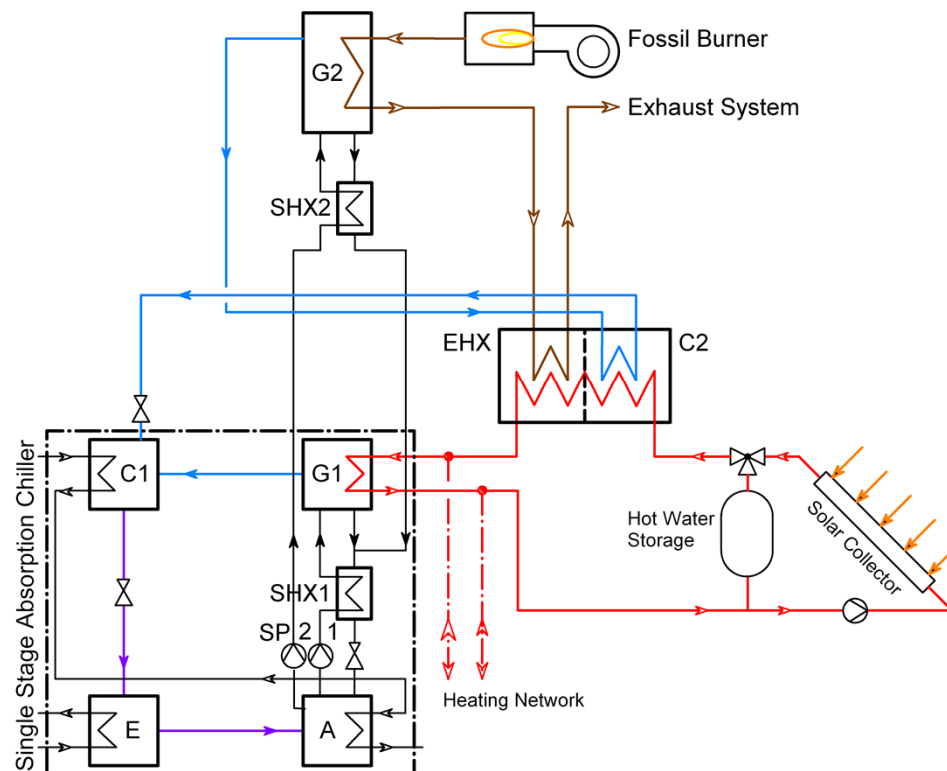 Fossil Burner
G2
Exhaust System
SHX2
EHX
C2
Single Stage Absorption Chiller
C1
G1
Hot Water
Storage
Solar Collector
SHX1
SP 2 1
Heating Network
E
A